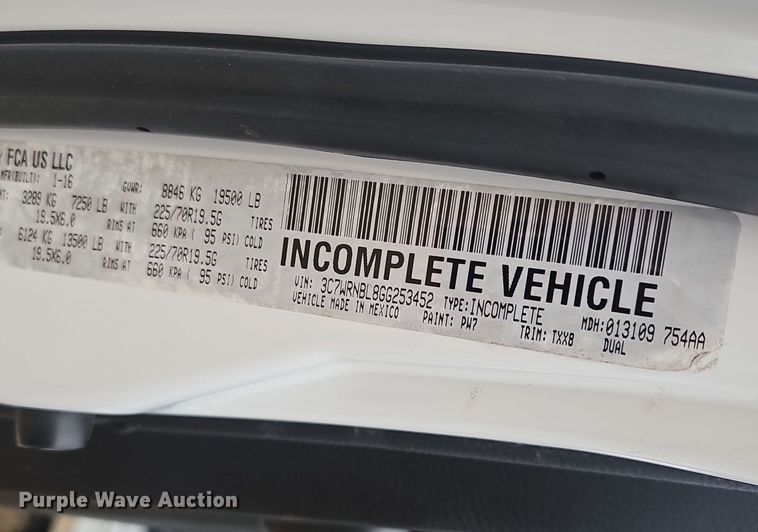 FCA US LLC
1-16 GVWR: 8846 KG 19500 LB
3289 KG 7250 LB WITH 225/70R19.5G TIRES
19.5X6.0 RIMS AT 660 KPA ( 95 PSI) COLD
6124 KG 13500 LB WITH 225/70R19.5G TIRES
19.5X6.0 RIMS AT 660 KPA ( 95 PSI) COLD
INCOMPLETE VEHICLE
VIN: 3C7WRNBL8GG253452 TYPE:INCOMPLETE MDH:013109 754AA
VEHICLE MADE IN MEXICO PAINT: PW7 TRIM: TXX8 DUAL
Purple Wave Auction